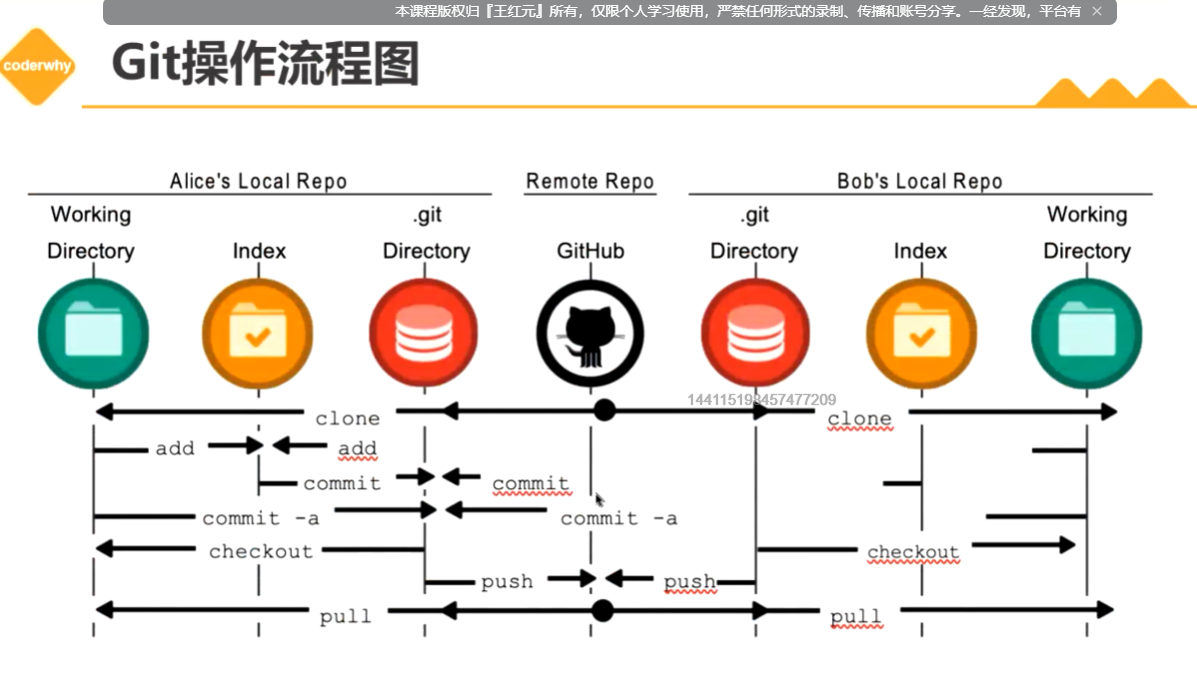 本课程版权归『王红元』所有，仅限个人学习使用，严禁任何形式的录制、传播和账号分享。一经发现，平台有
coderwhy
Git操作流程图
Alice's Local Repo
Remote Repo
Bob's Local Repo
Working Directory
Index
.git Directory
GitHub
.git Directory
Index
Working Directory
144115198457477209
clone
clone
add
add
commit
commit
commit -a
commit -a
checkout
checkout
push
push
pull
pull